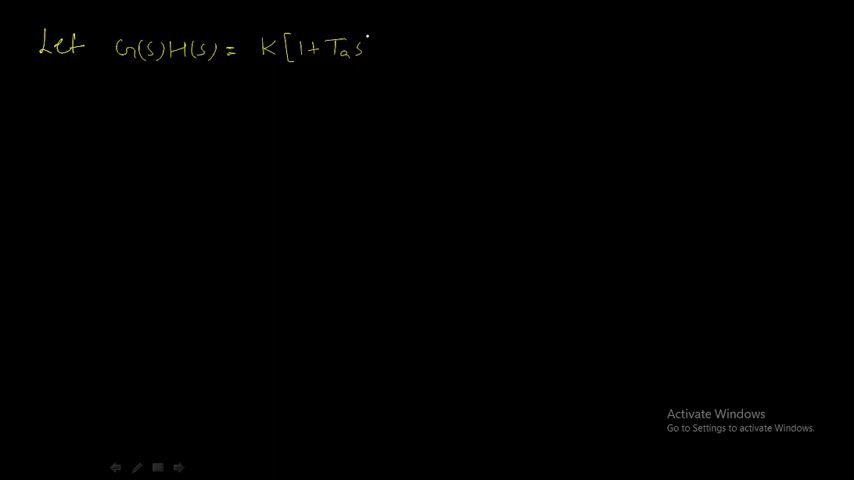 Let G(s)H(s) = K[1+Tas
Activate Windows
Go to Settings to activate Windows.